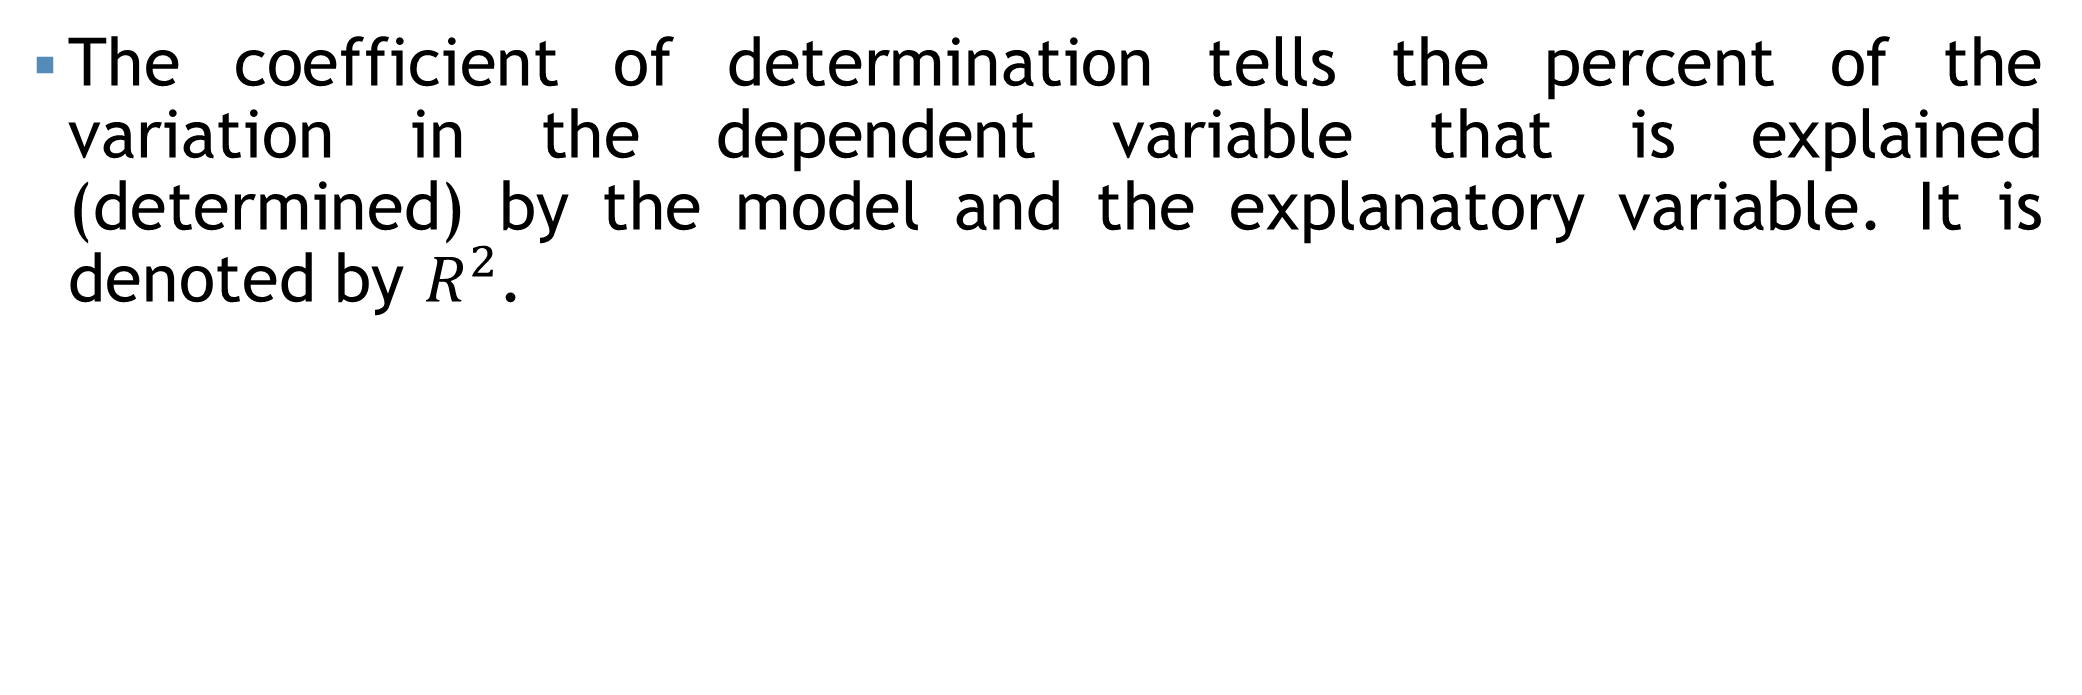 ▪ The coefficient of determination tells the percent of the
variation in the dependent variable that is explained
(determined) by the model and the explanatory variable. It is
denoted by R².